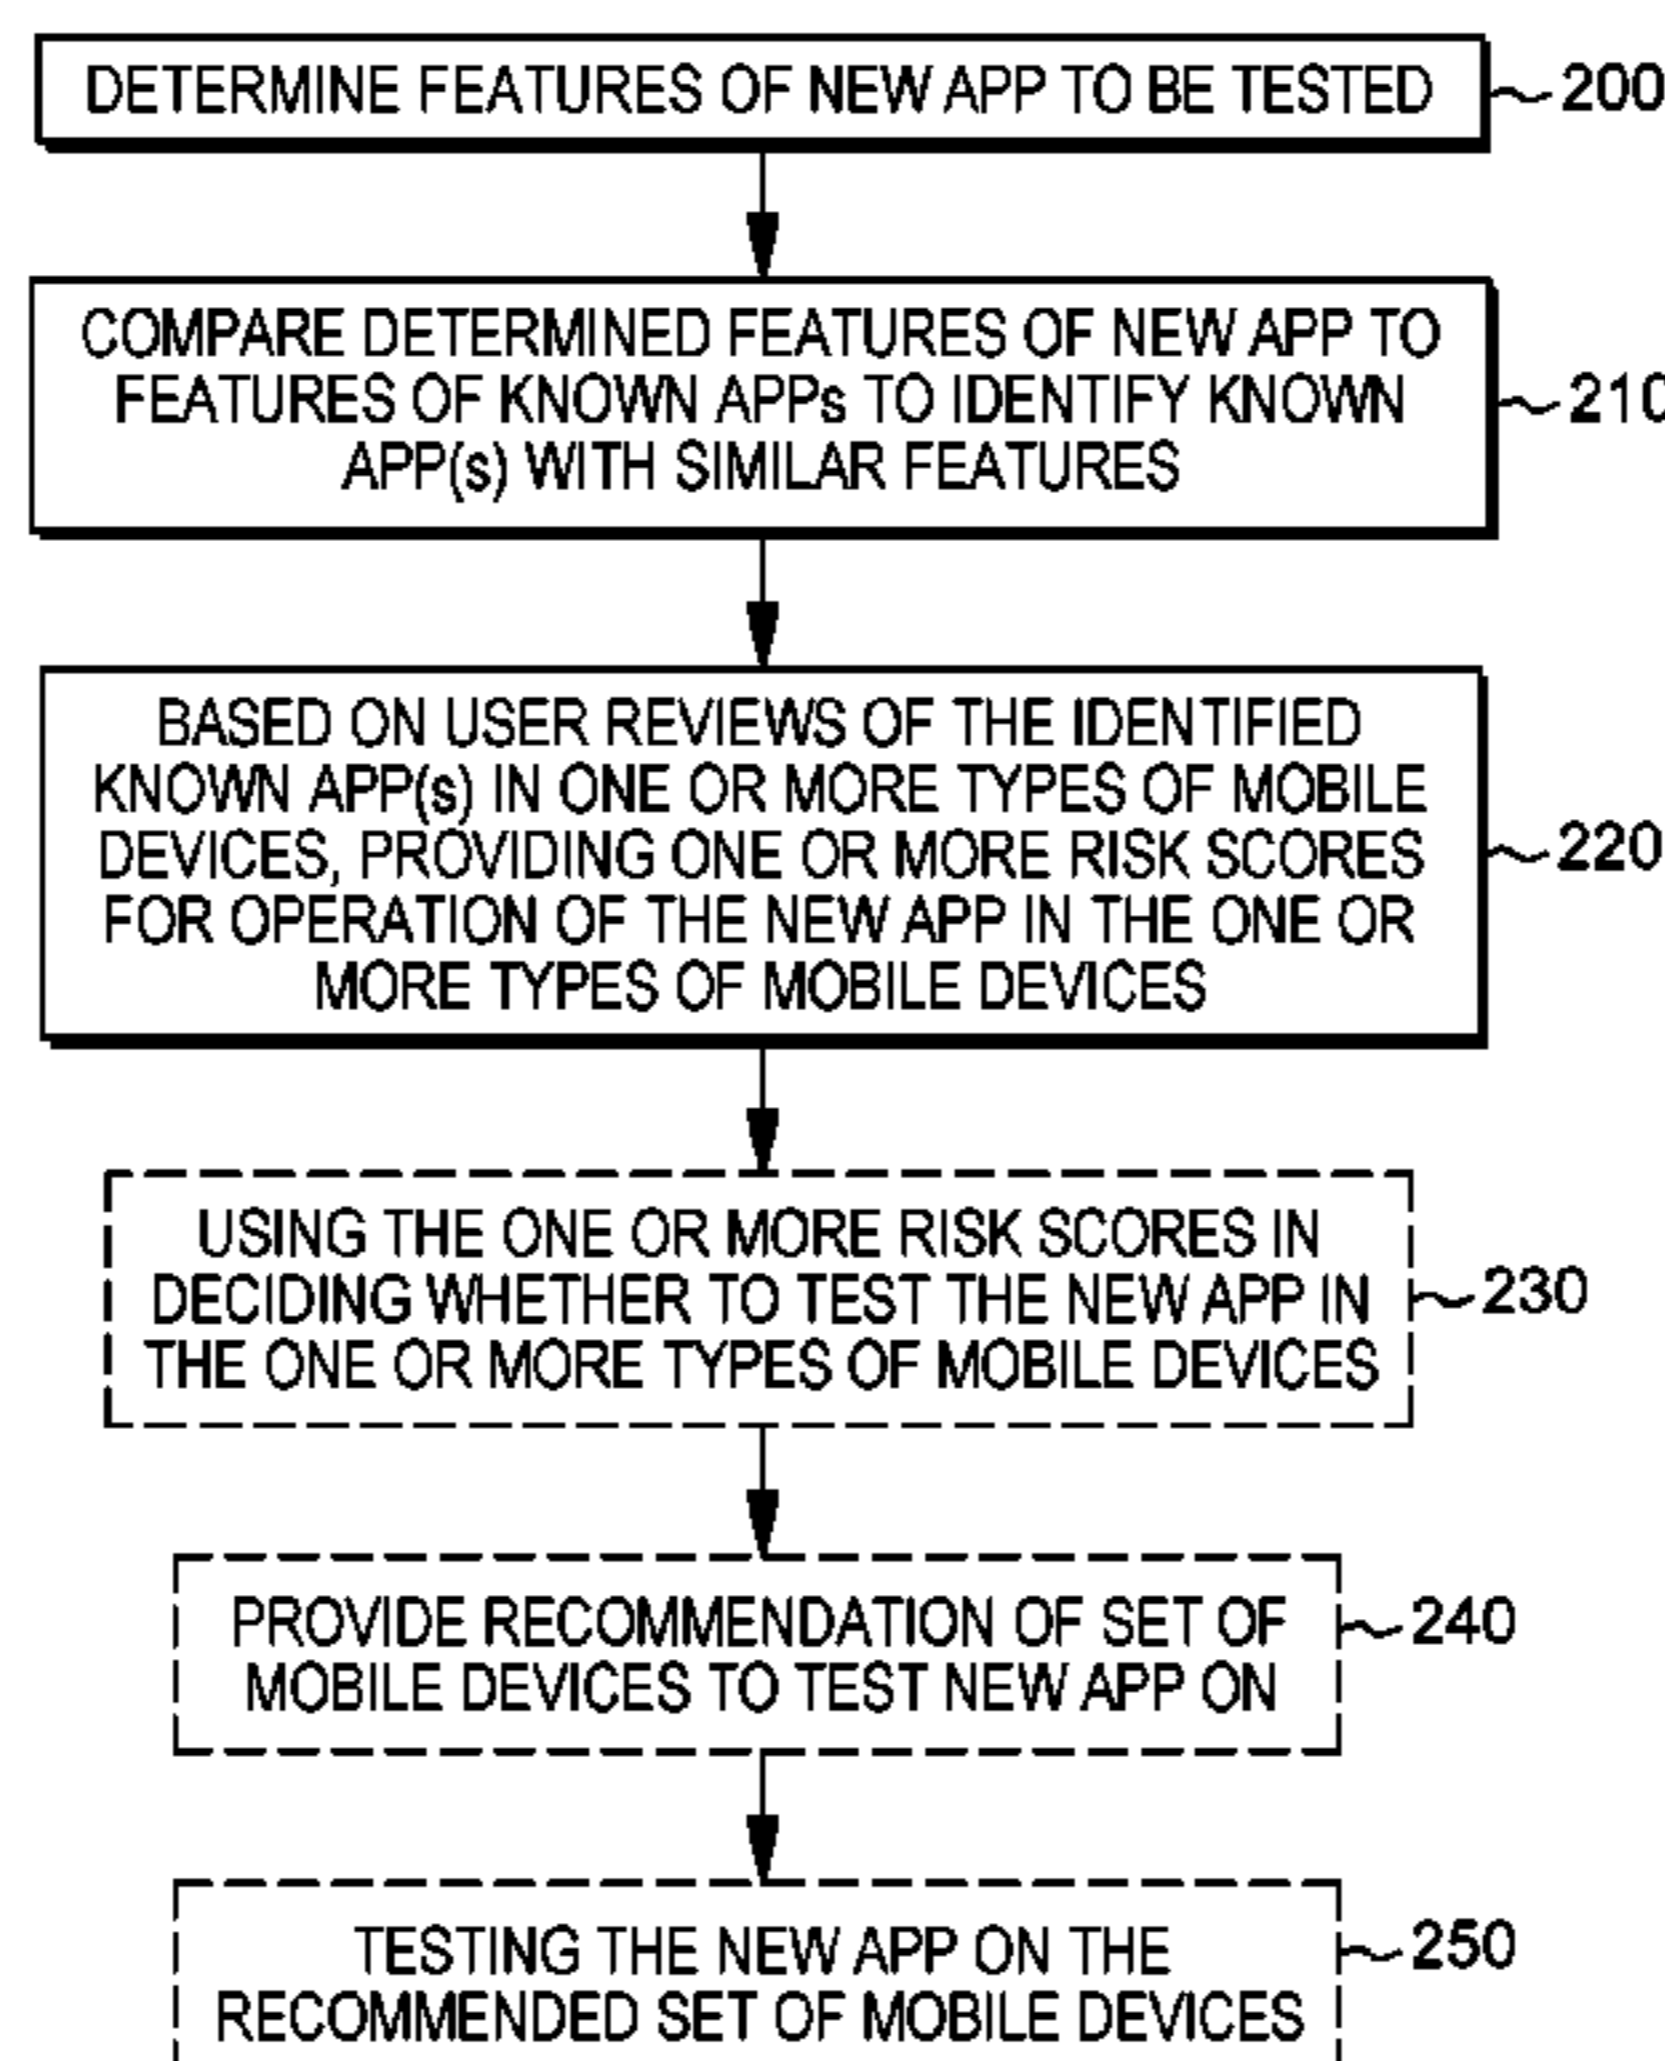 DETERMINE FEATURES OF NEW APP TO BE TESTED
200
COMPARE DETERMINED FEATURES OF NEW APP TO
FEATURES OF KNOWN APPs TO IDENTIFY KNOWN
APP(s) WITH SIMILAR FEATURES
210
BASED ON USER REVIEWS OF THE IDENTIFIED
KNOWN APP(s) IN ONE OR MORE TYPES OF MOBILE
DEVICES, PROVIDING ONE OR MORE RISK SCORES
FOR OPERATION OF THE NEW APP IN THE ONE OR
MORE TYPES OF MOBILE DEVICES
220
USING THE ONE OR MORE RISK SCORES IN
DECIDING WHETHER TO TEST THE NEW APP IN
THE ONE OR MORE TYPES OF MOBILE DEVICES
230
PROVIDE RECOMMENDATION OF SET OF
MOBILE DEVICES TO TEST NEW APP ON
240
TESTING THE NEW APP ON THE
RECOMMENDED SET OF MOBILE DEVICES
250